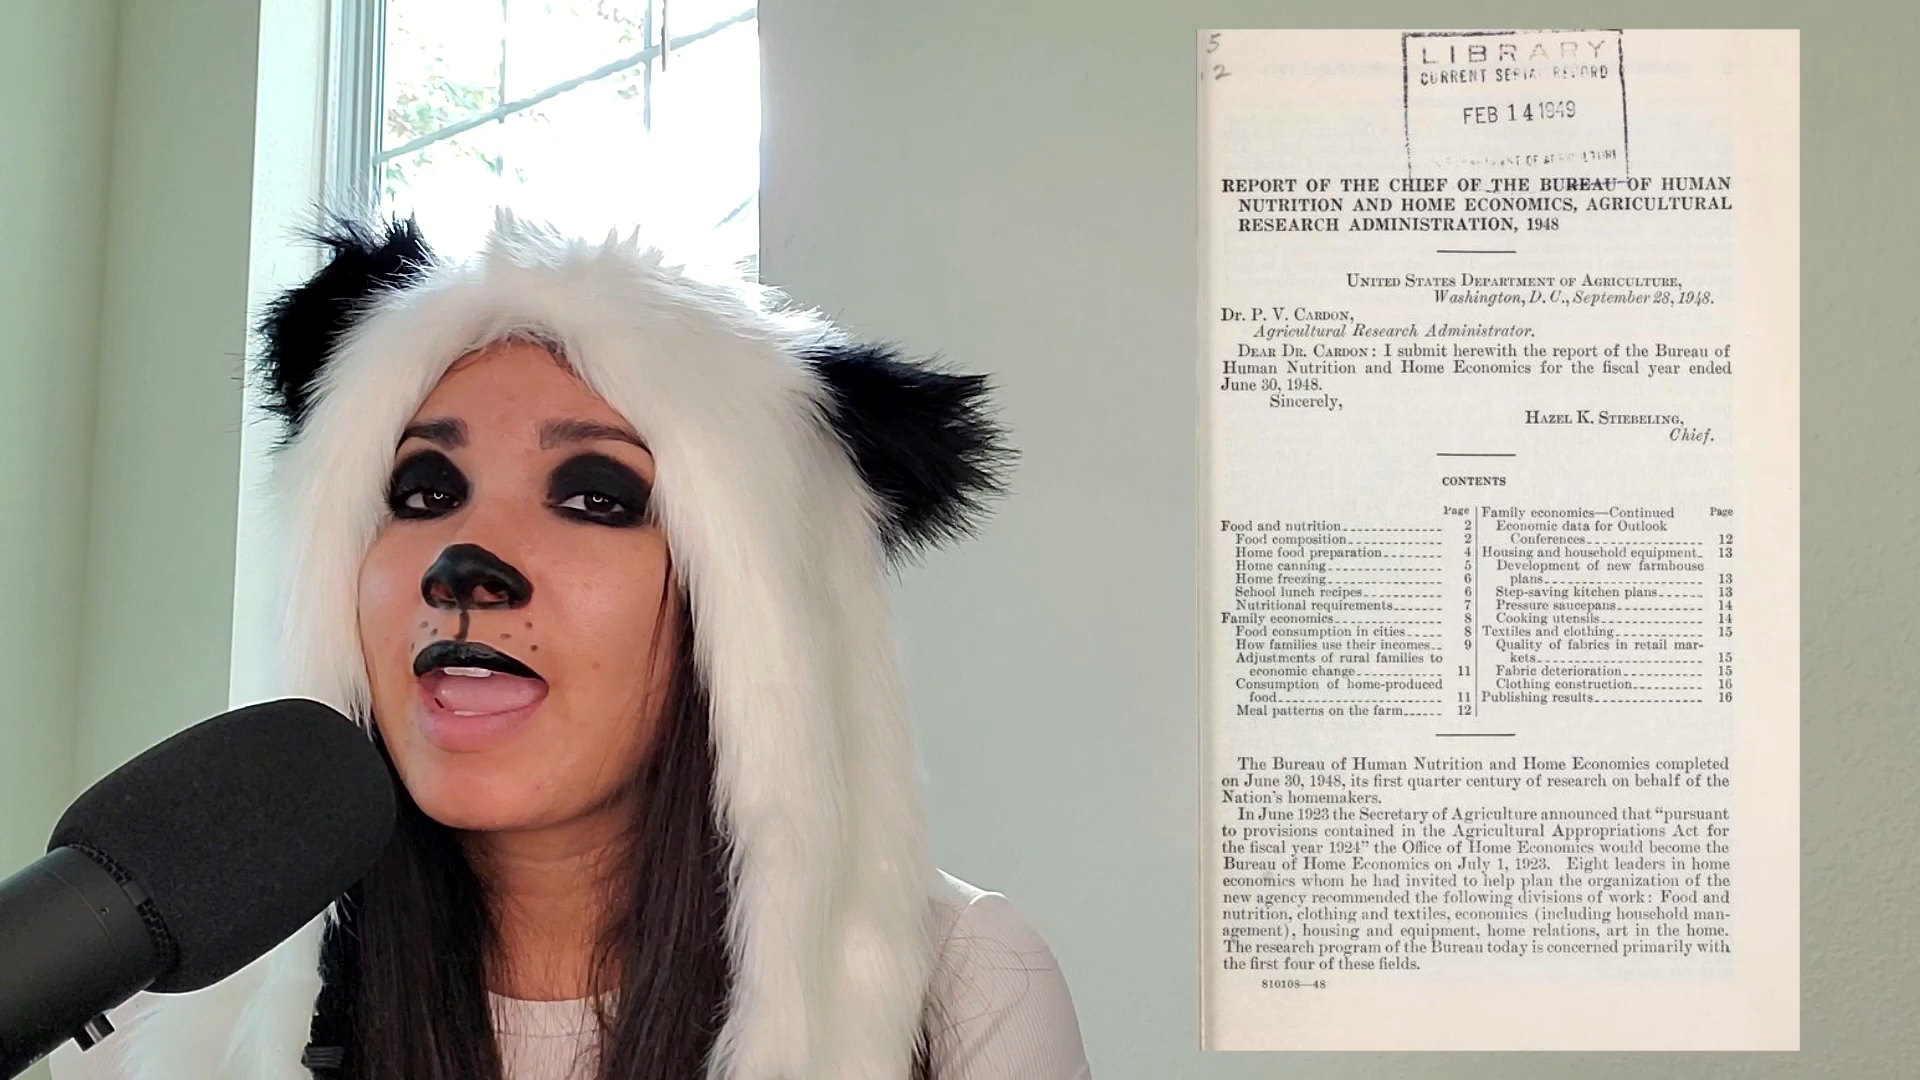 5
2
LIBRARY
CURRENT SERIAL RECORD
FEB 14 1949
REPORT OF THE CHIEF OF THE BUREAU OF HUMAN
NUTRITION AND HOME ECONOMICS, AGRICULTURAL
RESEARCH ADMINISTRATION, 1948
United States Department of Agriculture,
Washington, D. C., September 28, 1948.
Dr. P. V. Cardon,
Agricultural Research Administrator.
Dear Dr. Cardon: I submit herewith the report of the Bureau of
Human Nutrition and Home Economics for the fiscal year ended
June 30, 1948.
Sincerely,
Hazel K. Stiebeling,
Chief.
CONTENTS
Page
Food and nutrition 2
Food composition 2
Home food preparation 4
Home canning 5
Home freezing 6
School lunch recipes 6
Nutritional requirements 7
Family economics 8
Food consumption in cities 8
How families use their incomes 9
Adjustments of rural families to
economic change 11
Consumption of home-produced
food 11
Meal patterns on the farm 12
Family economics—Continued Page
Economic data for Outlook
Conferences 12
Housing and household equipment 13
Development of new farmhouse
plans 13
Step-saving kitchen plans 13
Pressure saucepans 14
Cooking utensils 14
Textiles and clothing 15
Quality of fabrics in retail mar-
kets 15
Fabric deterioration 15
Clothing construction 16
Publishing results 16
The Bureau of Human Nutrition and Home Economics completed
on June 30, 1948, its first quarter century of research on behalf of the
Nation's homemakers.
In June 1923 the Secretary of Agriculture announced that "pursuant
to provisions contained in the Agricultural Appropriations Act for
the fiscal year 1924" the Office of Home Economics would become the
Bureau of Home Economics on July 1, 1923. Eight leaders in home
economics whom he had invited to help plan the organization of the
new agency recommended the following divisions of work: Food and
nutrition, clothing and textiles, economics (including household man-
agement), housing and equipment, home relations, art in the home.
The research program of the Bureau today is concerned primarily with
the first four of these fields.
810108—48